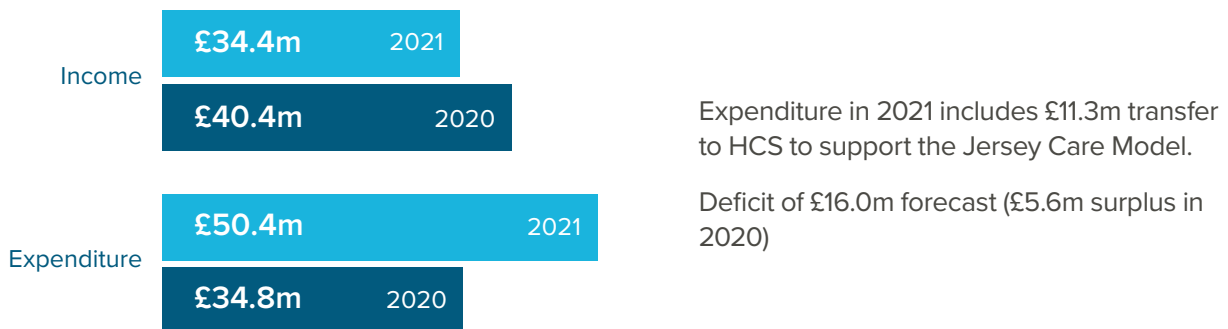 £34.4m 2021
Income
£40.4m 2020
£50.4m 2021
Expenditure
£34.8m 2020
Expenditure in 2021 includes £11.3m transfer
to HCS to support the Jersey Care Model.
Deficit of £16.0m forecast (£5.6m surplus in
2020)